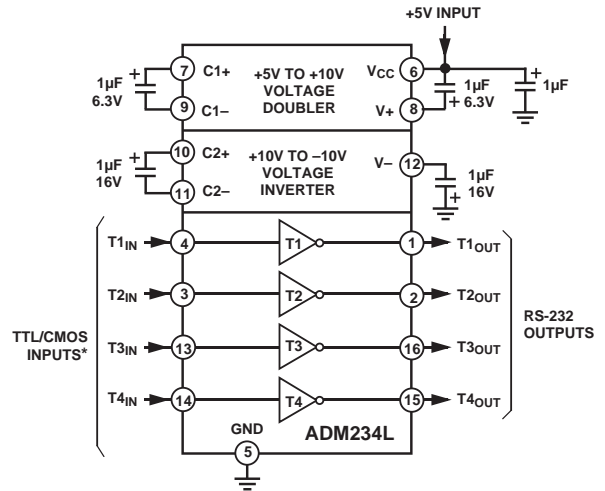 +5V INPUT
7 C1+ +5V TO +10V VOLTAGE DOUBLER VCC 6
1µF 6.3V
+
9 C1– V+ 8
+
1µF
+ 6.3V
+
1µF
10 C2+ +10V TO –10V VOLTAGE INVERTER V– 12
1µF 16V
+
11 C2–
1µF 16V
+
T1IN 4 T1 1 T1OUT
T2IN 3 T2 2 T2OUT
TTL/CMOS INPUTS*
RS-232 OUTPUTS
T3IN 13 T3 16 T3OUT
T4IN 14 T4 15 T4OUT
GND
5
ADM234L